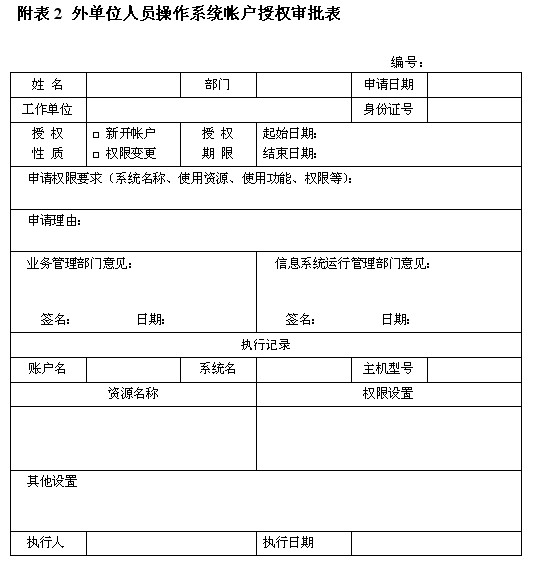 附表2 外单位人员操作系统帐户授权审批表
编号：
姓 名 部门 申请日期
工作单位 身份证号
授 权 □ 新开帐户 授 权 起始日期:
性 质 □ 权限变更 期 限 结束日期:
申请权限要求（系统名称、使用资源、使用功能、权限等）:
申请理由:
业务管理部门意见: 信息系统运行管理部门意见:
签名: 日期: 签名: 日期:
执行记录
账户名 系统名 主机型号
资源名称 权限设置
其他设置
执行人 执行日期